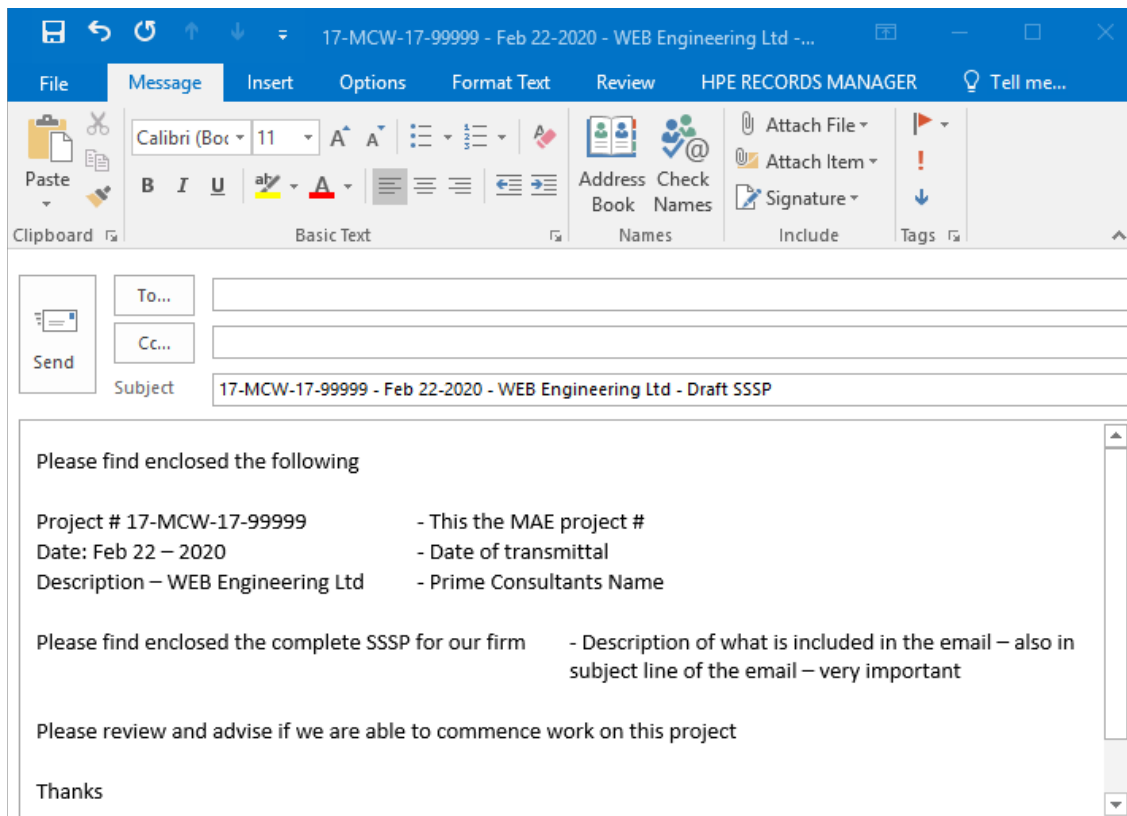 17-MCW-17-99999 - Feb 22-2020 - WEB Engineering Ltd -...
File Message Insert Options Format Text Review HPE RECORDS MANAGER Tell me...
Calibri (Boc 11 Attach File
Paste Address Book Check Names Attach Item
B I U Signature
Clipboard Basic Text Names Include Tags
To...
Cc...
Send
Subject 17-MCW-17-99999 - Feb 22-2020 - WEB Engineering Ltd - Draft SSSP
Please find enclosed the following
Project # 17-MCW-17-99999 - This the MAE project #
Date: Feb 22 – 2020 - Date of transmittal
Description – WEB Engineering Ltd - Prime Consultants Name
Please find enclosed the complete SSSP for our firm - Description of what is included in the email – also in
subject line of the email – very important
Please review and advise if we are able to commence work on this project
Thanks